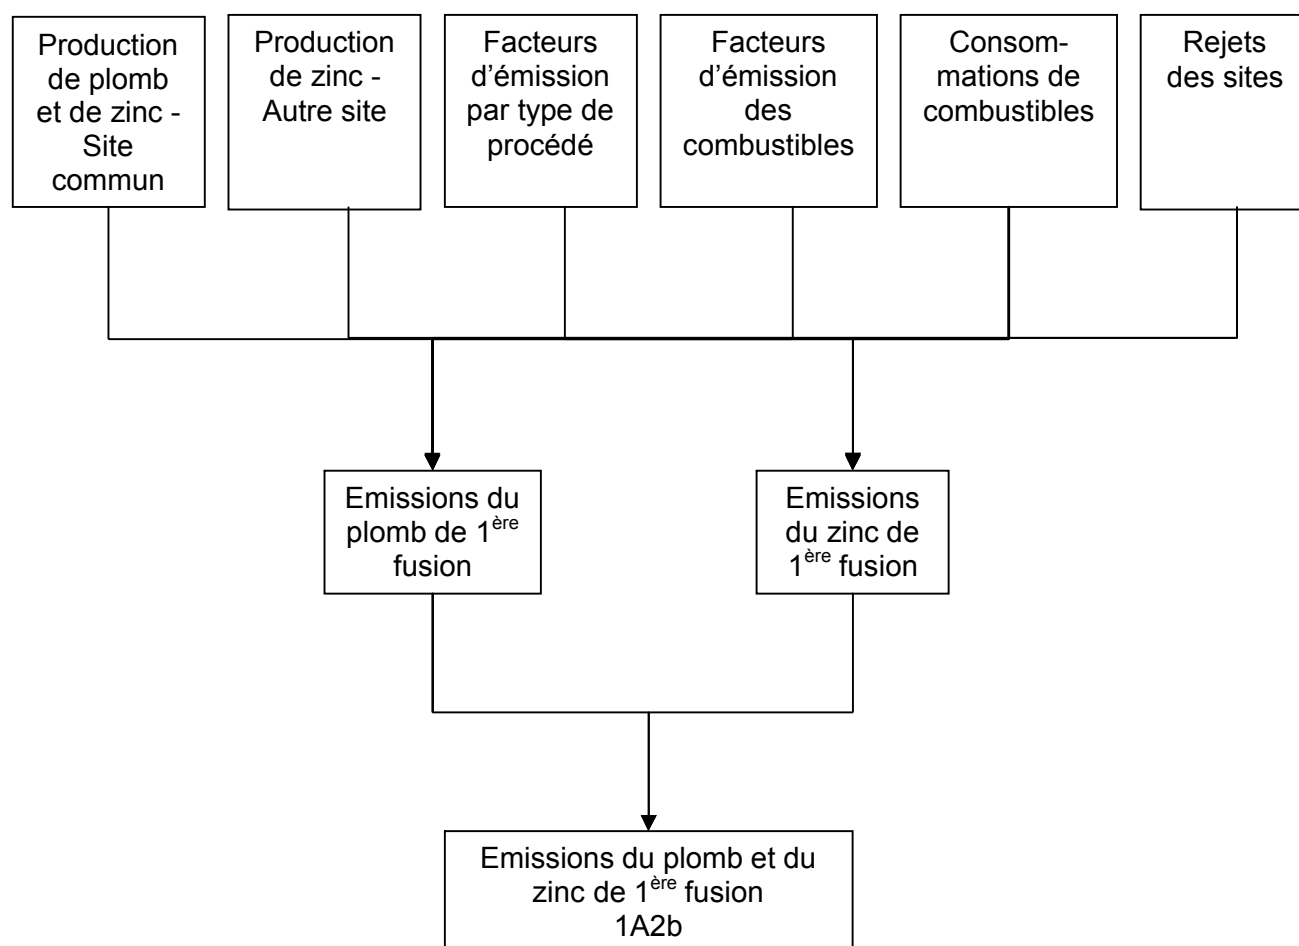 Production
de plomb
et de zinc -
Site
commun
Production
de zinc -
Autre site
Facteurs
d’émission
par type de
procédé
Facteurs
d’émission
des
combustibles
Consom-
mations de
combustibles
Rejets
des sites
Emissions du
plomb de 1ère
fusion
Emissions
du zinc de
1ère fusion
Emissions du plomb et du
zinc de 1ère fusion
1A2b